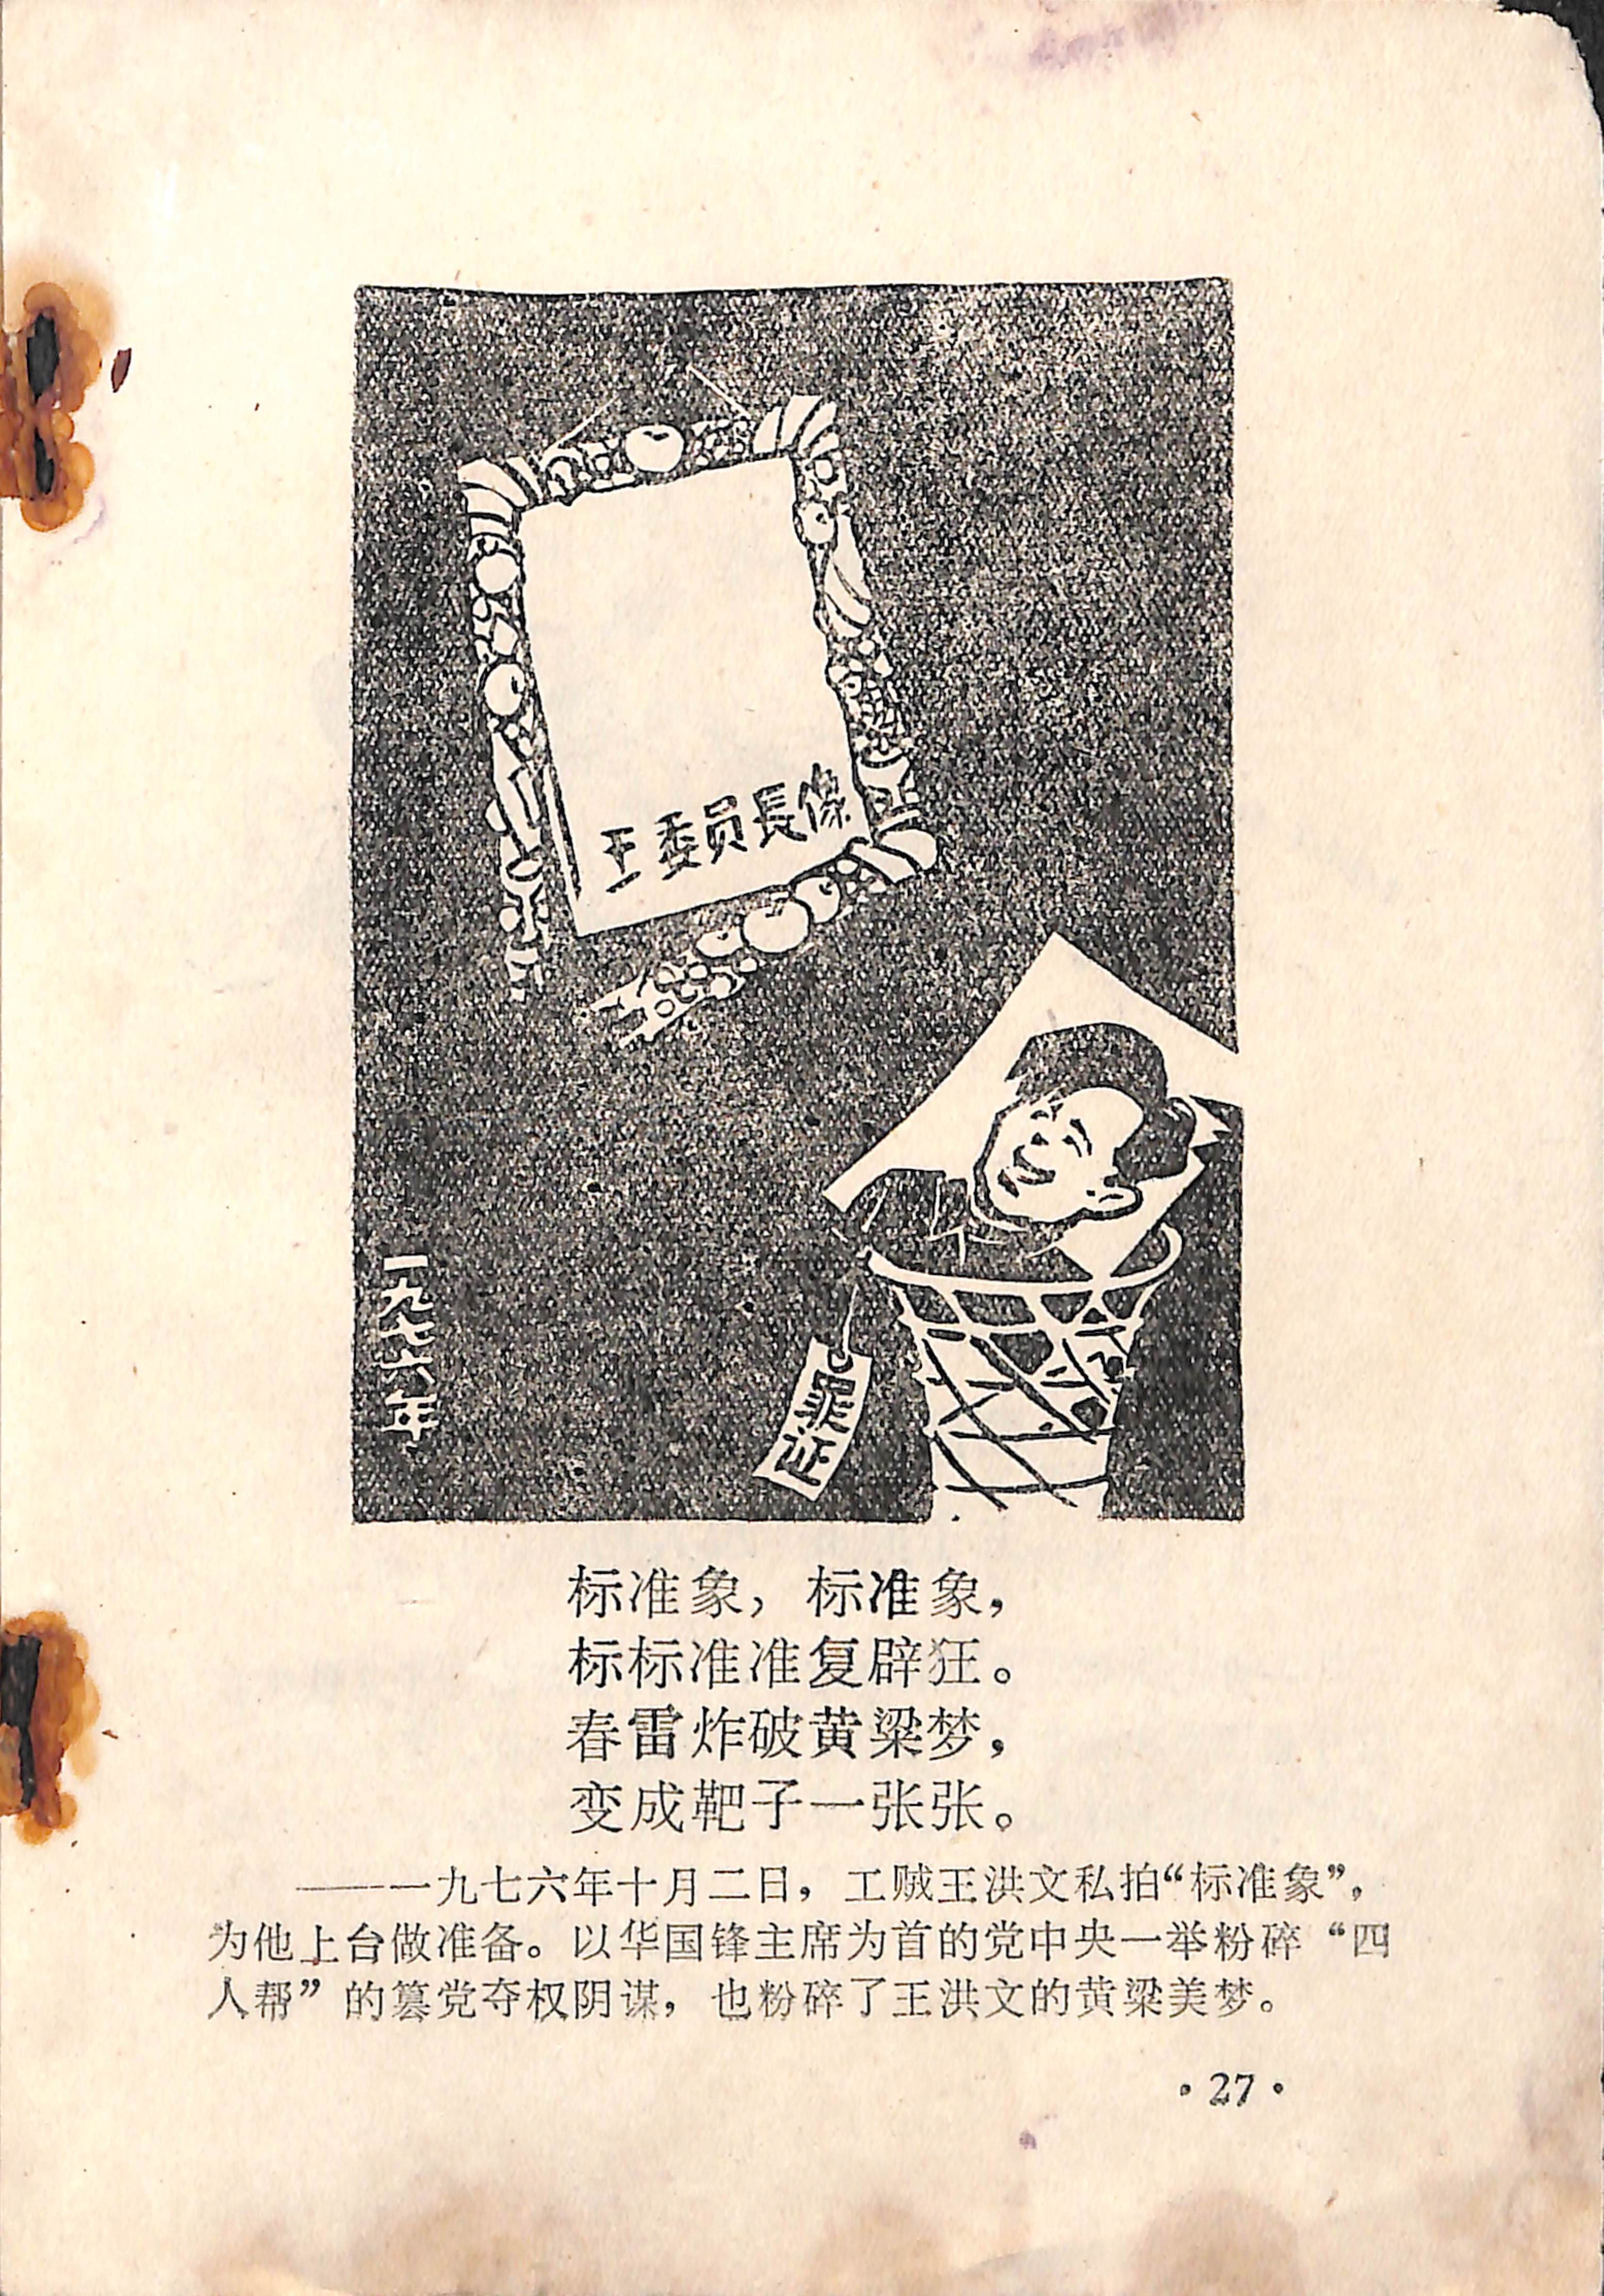 王委员長像
一九七六年
罪证
标准象，标准象，
标标准准复辟狂。
春雷炸破黄粱梦，
变成靶子一张张。
——一九七六年十月二日，工贼王洪文私拍“标准象”，
为他上台做准备。以华国锋主席为首的党中央一举粉碎“四
人帮”的篡党夺权阴谋，也粉碎了王洪文的黄粱美梦。
·27·